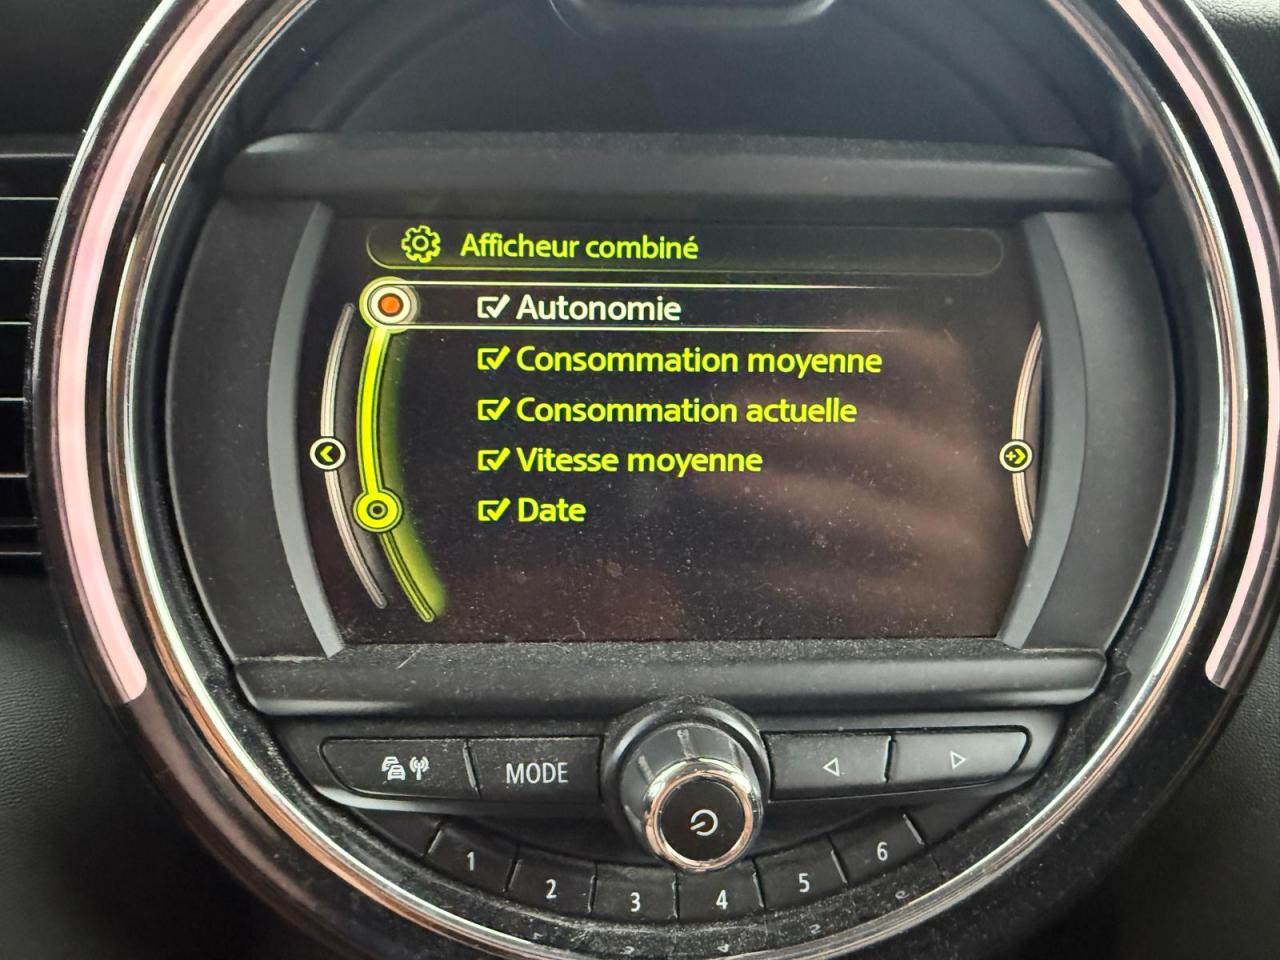 Afficheur combiné
Autonomie
Consommation moyenne
Consommation actuelle
Vitesse moyenne
Date
MODE
1 2 3 4 5 6